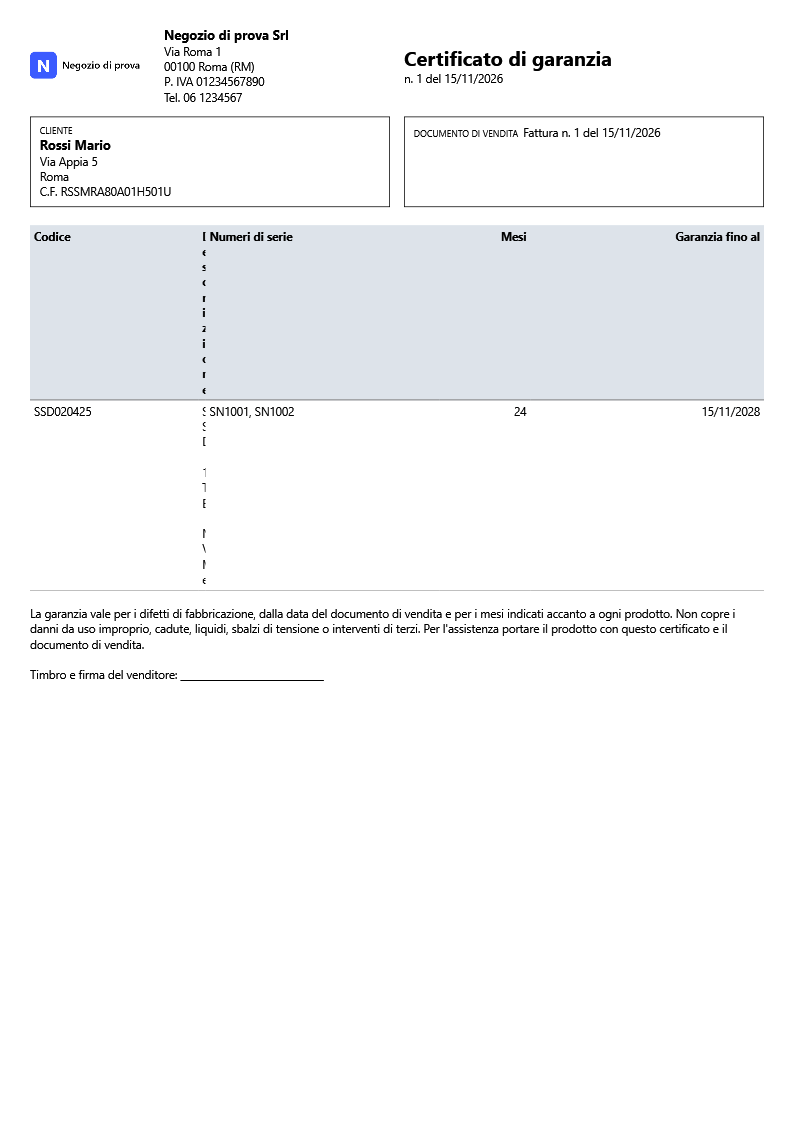 N Negozio di prova
Negozio di prova Srl
Via Roma 1
00100 Roma (RM)
P. IVA 01234567890
Tel. 06 1234567
Certificato di garanzia
n. 1 del 15/11/2026
CLIENTE
Rossi Mario
Via Appia 5
Roma
C.F. RSSMRA80A01H501U
DOCUMENTO DI VENDITA Fattura n. 1 del 15/11/2026
Codice Numeri di serie Mesi Garanzia fino al
SSD020425 SN1001, SN1002 24 15/11/2028
La garanzia vale per i difetti di fabbricazione, dalla data del documento di vendita e per i mesi indicati accanto a ogni prodotto. Non copre i
danni da uso improprio, cadute, liquidi, sbalzi di tensione o interventi di terzi. Per l'assistenza portare il prodotto con questo certificato e il
documento di vendita.
Timbro e firma del venditore: ______________________